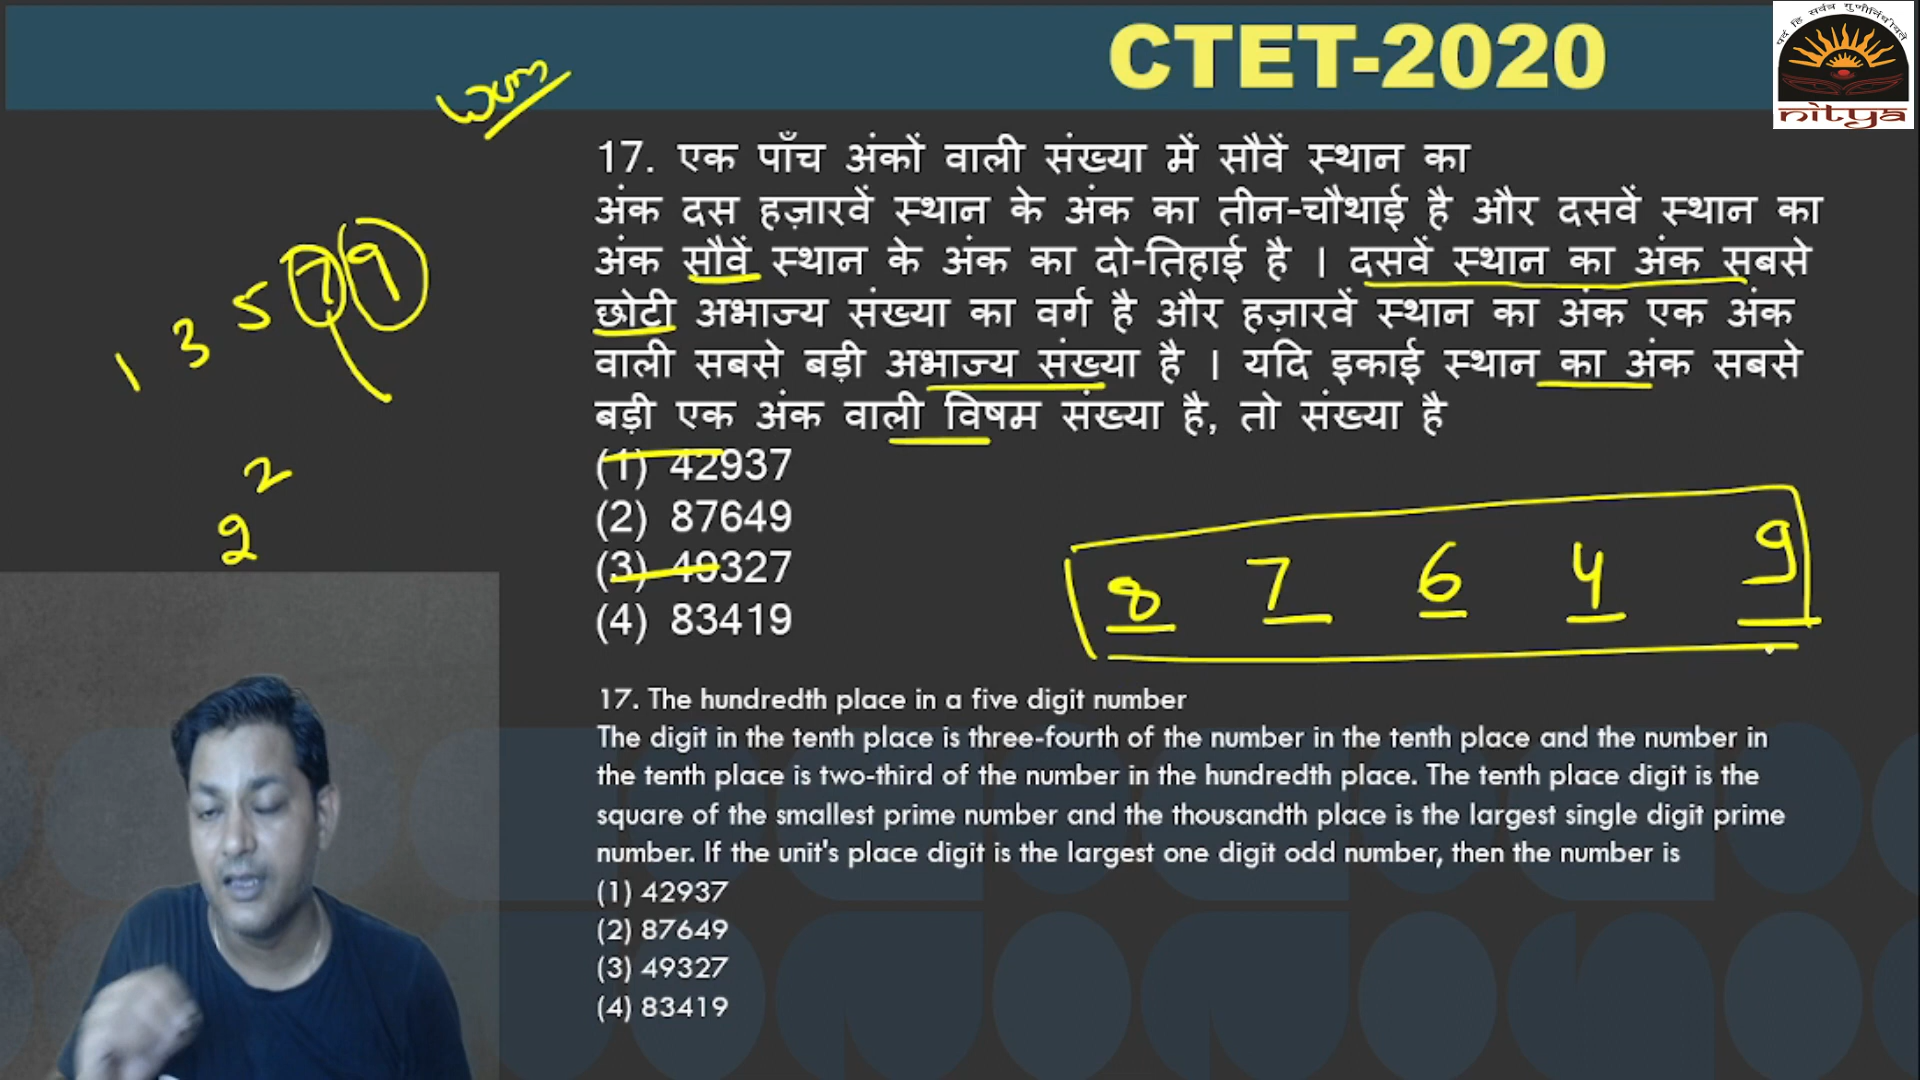 CTET-2020
पदं हि सर्वत्र गुणैर्निधीयते
nitya
17. एक पाँच अंकों वाली संख्या में सौवें स्थान का
अंक दस हज़ारवें स्थान के अंक का तीन-चौथाई है और दसवें स्थान का
अंक सौवें स्थान के अंक का दो-तिहाई है । दसवें स्थान का अंक सबसे
छोटी अभाज्य संख्या का वर्ग है और हज़ारवें स्थान का अंक एक अंक
वाली सबसे बड़ी अभाज्य संख्या है । यदि इकाई स्थान का अंक सबसे
बड़ी एक अंक वाली विषम संख्या है, तो संख्या है
(1) 42937
(2) 87649
(3) 49327
(4) 83419
1 3 5 7 9
2
2
8 7 6 4 9
17. The hundredth place in a five digit number
The digit in the tenth place is three-fourth of the number in the tenth place and the number in
the tenth place is two-third of the number in the hundredth place. The tenth place digit is the
square of the smallest prime number and the thousandth place is the largest single digit prime
number. If the unit's place digit is the largest one digit odd number, then the number is
(1) 42937
(2) 87649
(3) 49327
(4) 83419